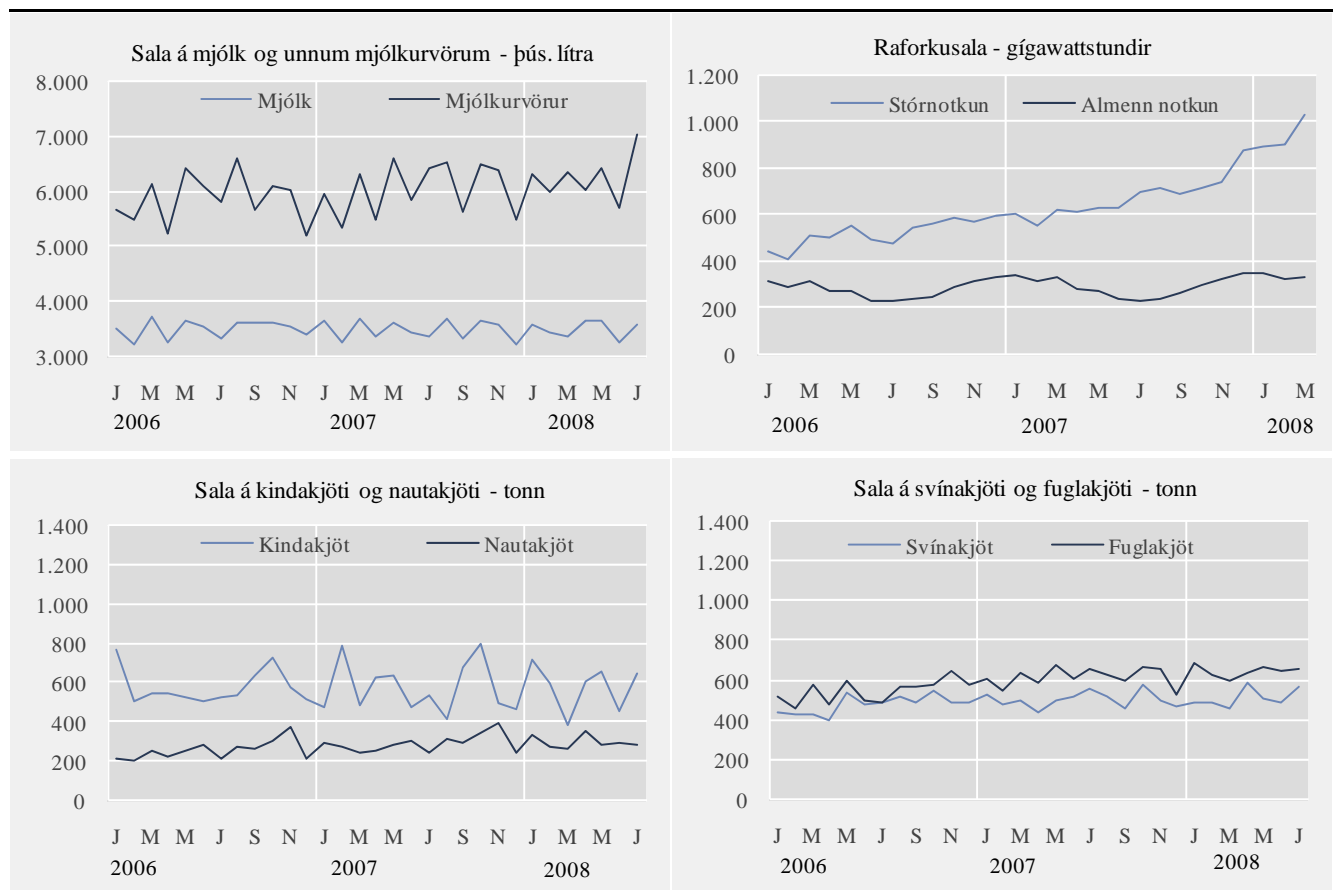 Sala á mjólk og unnum mjólkurvörum - þús. lítra
Mjólk Mjólkurvörur
8.000
7.000
6.000
5.000
4.000
3.000
J M M J S N J M M J S N J M M J
2006 2007 2008
Raforkusala - gígawattstundir
Stórnotkun Almenn notkun
1.200
1.000
800
600
400
200
0
J M M J S N J M M J S N J M
2006 2007 2008
Sala á kindakjöti og nautakjöti - tonn
Kindakjöt Nautakjöt
1.400
1.200
1.000
800
600
400
200
0
J M M J S N J M M J S N J M M J
2006 2007 2008
Sala á svínakjöti og fuglakjöti - tonn
Svínakjöt Fuglakjöt
1.400
1.200
1.000
800
600
400
200
0
J M M J S N J M M J S N J M M J
2006 2007 2008